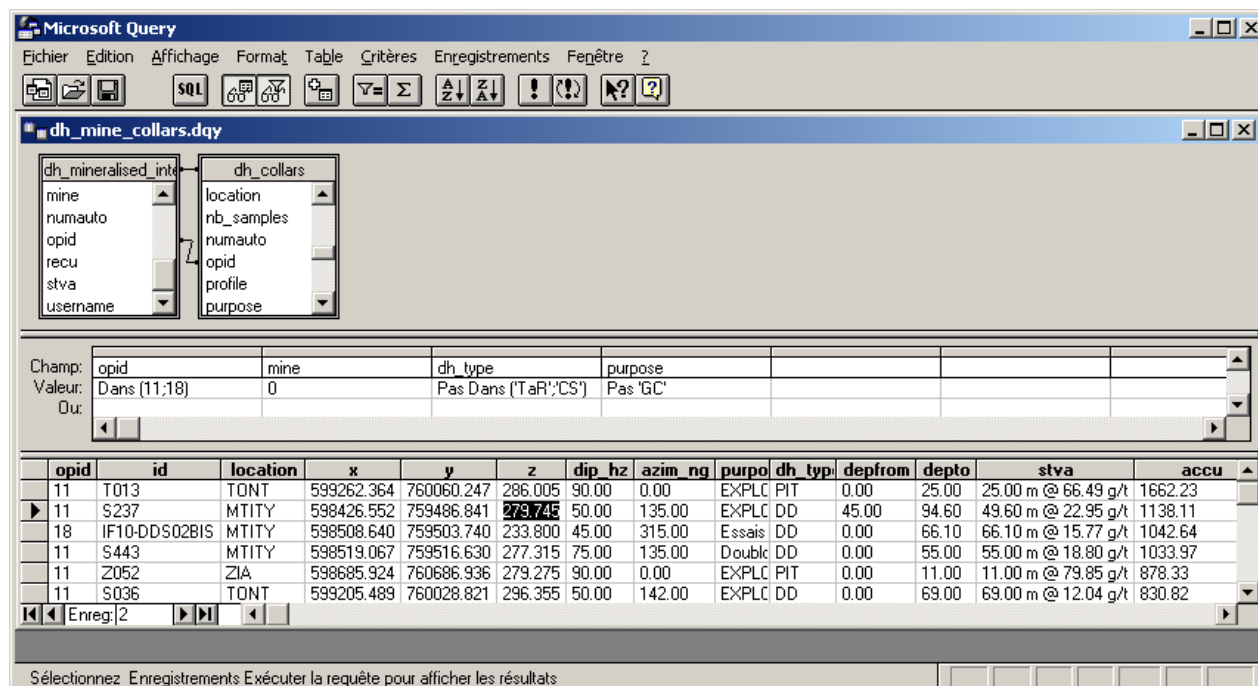 Microsoft Query
Fichier Edition Affichage Format Table Critères Enregistrements Fenêtre ?
SQL
dh_mine_collars.dqy
dh_mineralised_inte dh_collars
mine location
numauto nb_samples
opid numauto
recu opid
stva profile
username purpose
Champ: opid mine dh_type purpose
Valeur: Dans (11;18) 0 Pas Dans ('TaR';'CS') Pas 'GC'
Ou:
opid id location x y z dip_hz azim_ng purpo dh_typ depfrom depto stva accu
11 T013 TONT 599262.364 760060.247 286.005 90.00 0.00 EXPLO PIT 0.00 25.00 25.00 m @ 66.49 g/t 1662.23
11 S237 MTITY 598426.552 759486.841 279.745 50.00 135.00 EXPLO DD 45.00 94.60 49.60 m @ 22.95 g/t 1138.11
18 IF10-DDS02BIS MTITY 598508.640 759503.740 233.800 45.00 315.00 Essais DD 0.00 66.10 66.10 m @ 15.77 g/t 1042.64
11 S443 MTITY 598519.067 759516.630 277.315 75.00 135.00 Double DD 0.00 55.00 55.00 m @ 18.80 g/t 1033.97
11 Z052 ZIA 598685.924 760686.936 279.275 90.00 0.00 EXPLO PIT 0.00 11.00 11.00 m @ 79.85 g/t 878.33
11 S036 TONT 599205.489 760028.821 296.355 50.00 142.00 EXPLO DD 0.00 69.00 69.00 m @ 12.04 g/t 830.82
Enreg: 2
Sélectionnez Enregistrements Exécuter la requête pour afficher les résultats